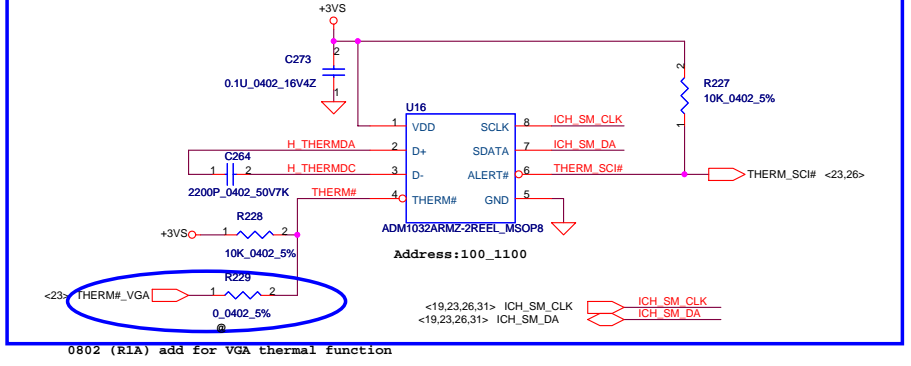 +3VS
C273
2
0.1U_0402_16V4Z
1
2
R227
10K_0402_5%
1
U16
1 VDD SCLK 8 ICH_SM_CLK
H_THERMDA 2 D+ SDATA 7 ICH_SM_DA
C264
1 2 H_THERMDC 3 D- ALERT# 6 THERM_SCI# THERM_SCI# <23,26>
2200P_0402_50V7K
THERM# 4 THERM# GND 5
R228
+3VS 1 2
10K_0402_5%
ADM1032ARMZ-2REEL_MSOP8
Address:100_1100
R229
<23> THERM#_VGA 1 2
0_0402_5%
@
<19,23,26,31> ICH_SM_CLK ICH_SM_CLK
<19,23,26,31> ICH_SM_DA ICH_SM_DA
0802 (R1A) add for VGA thermal function